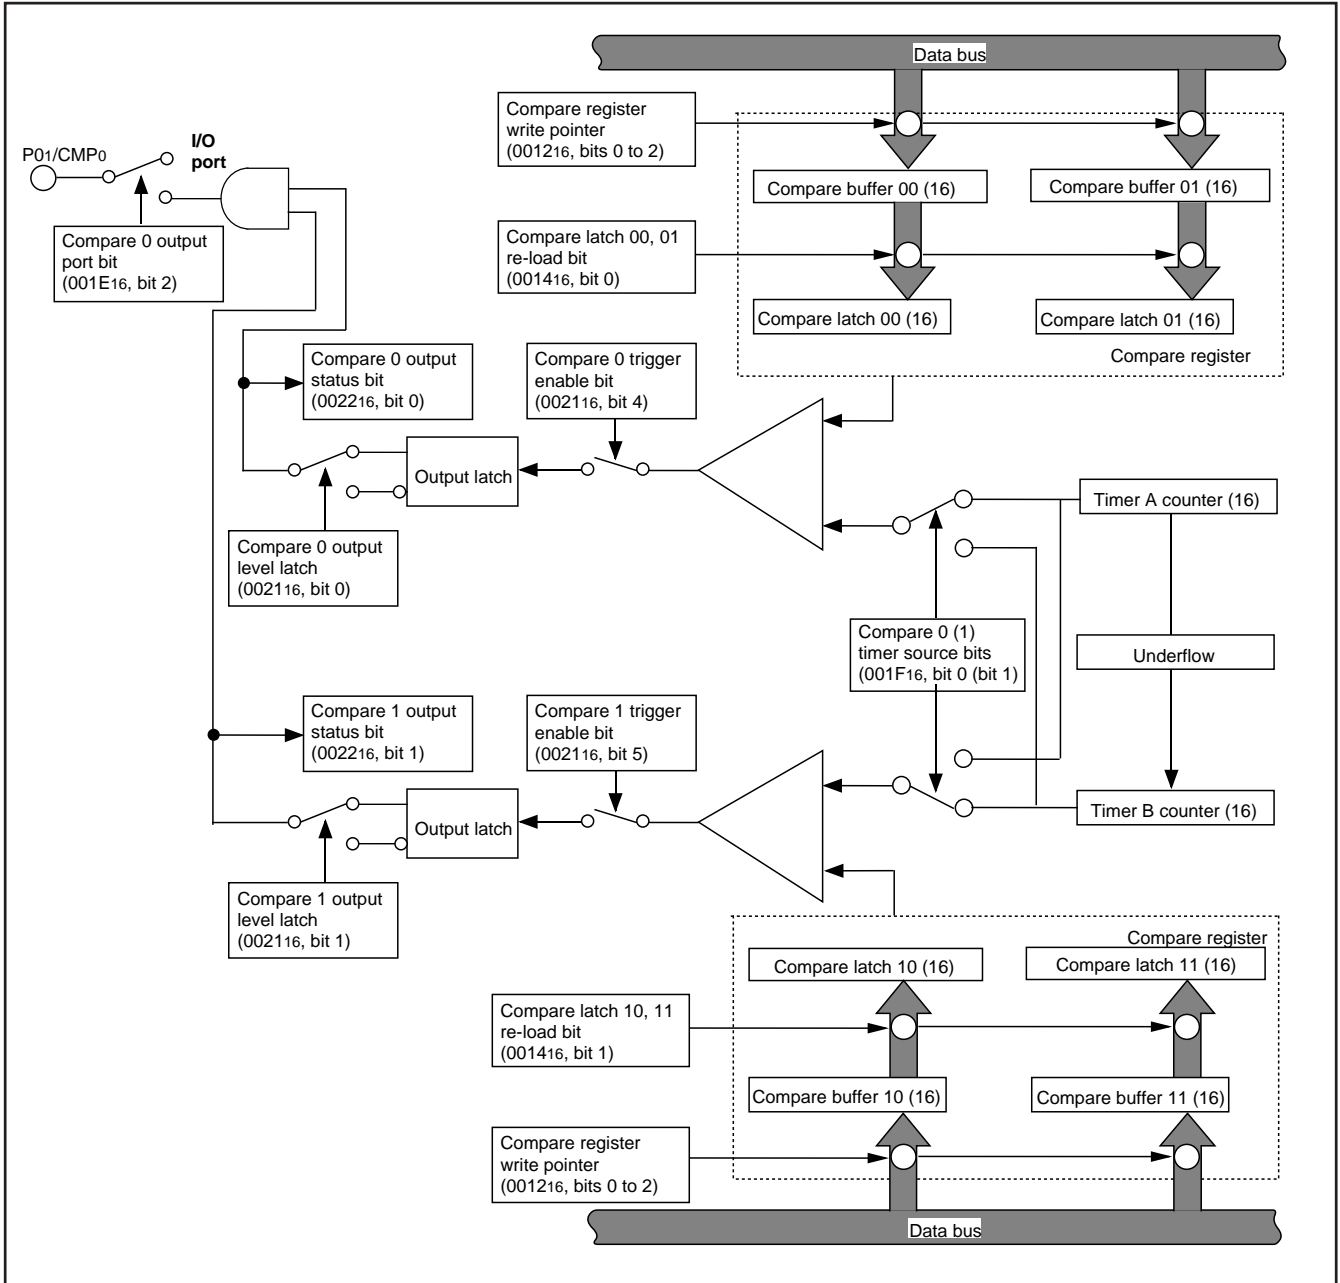 Data bus
Compare register
write pointer
(001216, bits 0 to 2)
I/O
port
P01/CMP0
Compare buffer 00 (16)
Compare buffer 01 (16)
Compare 0 output
port bit
(001E16, bit 2)
Compare latch 00, 01
re-load bit
(001416, bit 0)
Compare latch 00 (16)
Compare latch 01 (16)
Compare register
Compare 0 output
status bit
(002216, bit 0)
Compare 0 trigger
enable bit
(002116, bit 4)
Output latch
Timer A counter (16)
Compare 0 output
level latch
(002116, bit 0)
Compare 0 (1)
timer source bits
(001F16, bit 0 (bit 1)
Underflow
Compare 1 output
status bit
(002216, bit 1)
Compare 1 trigger
enable bit
(002116, bit 5)
Output latch
Timer B counter (16)
Compare 1 output
level latch
(002116, bit 1)
Compare register
Compare latch 10 (16)
Compare latch 11 (16)
Compare latch 10, 11
re-load bit
(001416, bit 1)
Compare buffer 10 (16)
Compare buffer 11 (16)
Compare register
write pointer
(001216, bits 0 to 2)
Data bus